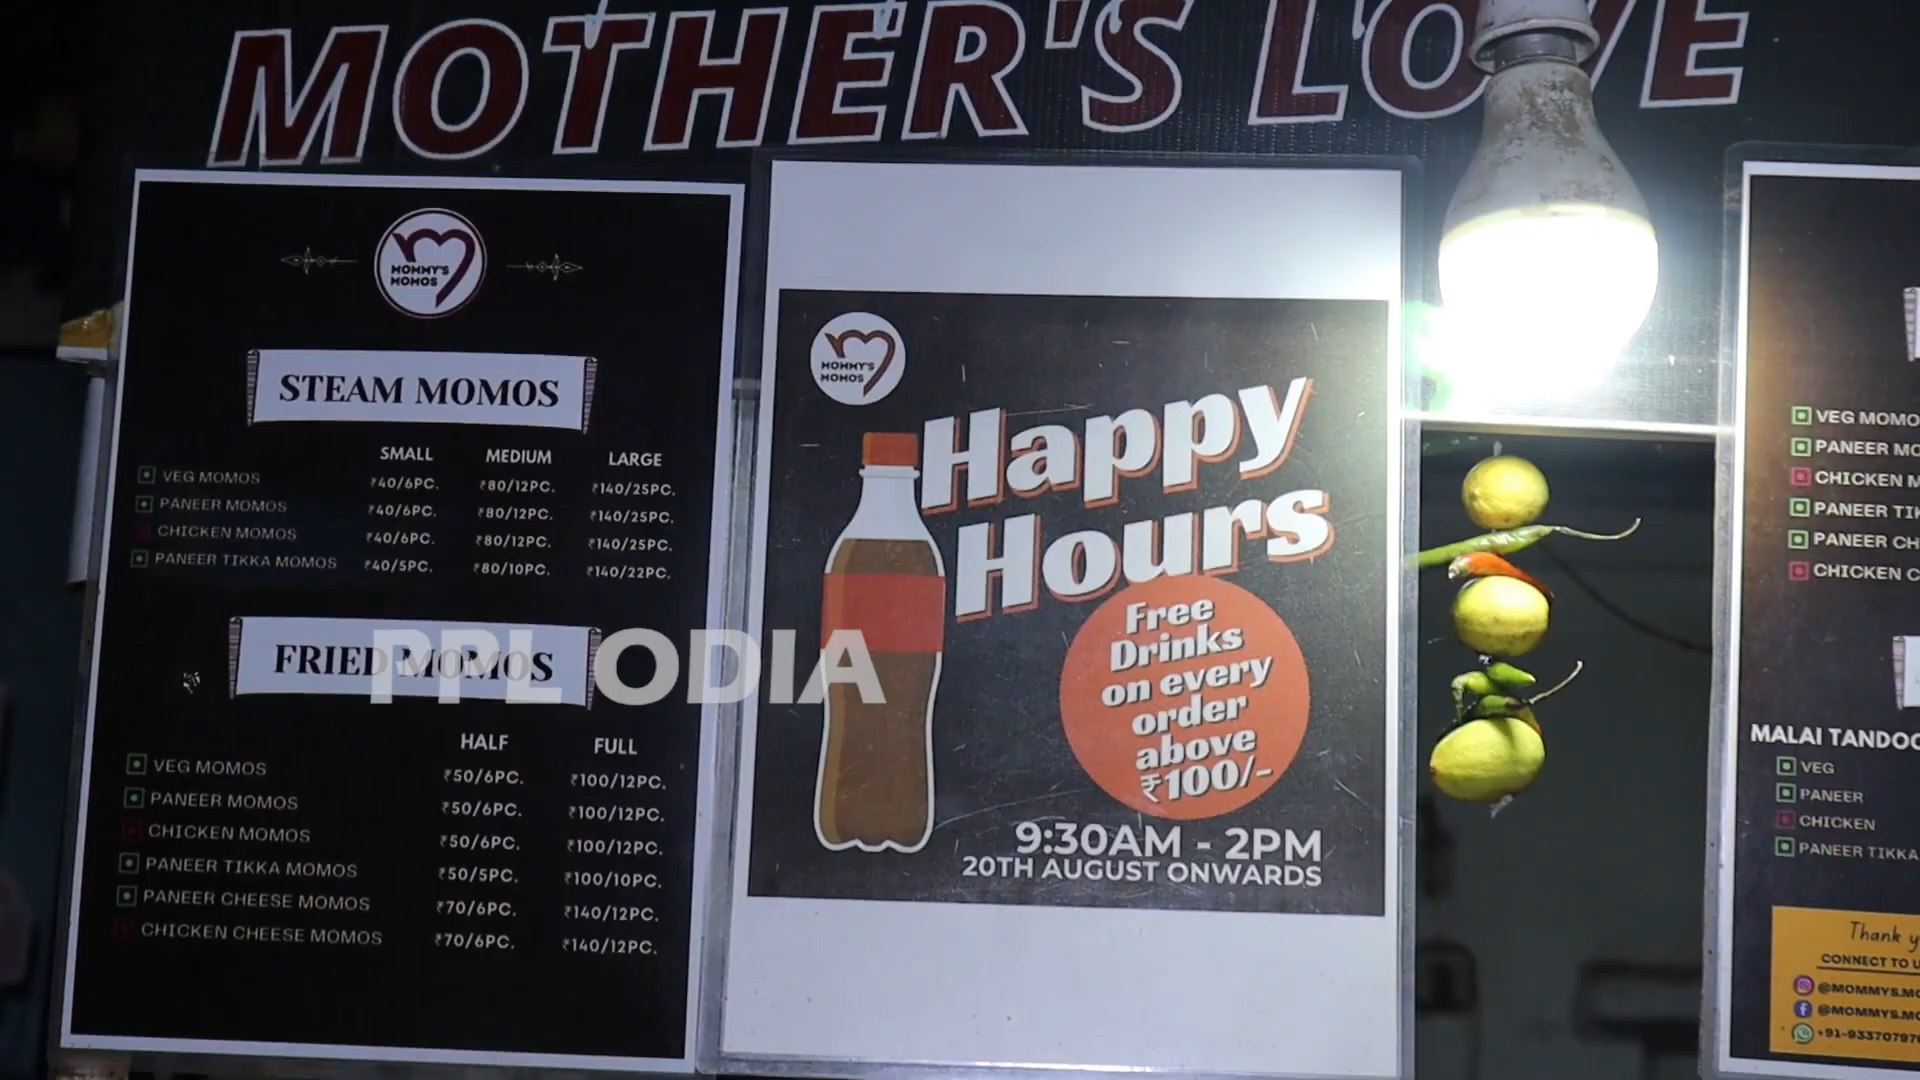 MOTHER'S LOVE
MOMMY'S
MOMOS
STEAM MOMOS
SMALL MEDIUM LARGE
VEG MOMOS ₹40/6PC. ₹80/12PC. ₹140/25PC.
PANEER MOMOS ₹40/6PC. ₹80/12PC. ₹140/25PC.
CHICKEN MOMOS ₹40/6PC. ₹80/12PC. ₹140/25PC.
PANEER TIKKA MOMOS ₹40/5PC. ₹80/10PC. ₹140/22PC.
FRIED MOMOS
PPL ODIA
HALF FULL
VEG MOMOS ₹50/6PC. ₹100/12PC.
PANEER MOMOS ₹50/6PC. ₹100/12PC.
CHICKEN MOMOS ₹50/6PC. ₹100/12PC.
PANEER TIKKA MOMOS ₹50/5PC. ₹100/10PC.
PANEER CHEESE MOMOS ₹70/6PC. ₹140/12PC.
CHICKEN CHEESE MOMOS ₹70/6PC. ₹140/12PC.
MOMMY'S
MOMOS
Happy
Hours
Free
Drinks
on every
order
above
₹100/-
9:30AM - 2PM
20TH AUGUST ONWARDS
VEG MOMO
PANEER MO
CHICKEN M
PANEER TIK
PANEER CH
CHICKEN C
MALAI TANDOO
VEG
PANEER
CHICKEN
PANEER TIKKA
Thank y
CONNECT TO U
@MOMMYS.MO
@MOMMYS.MO
+91-93370797